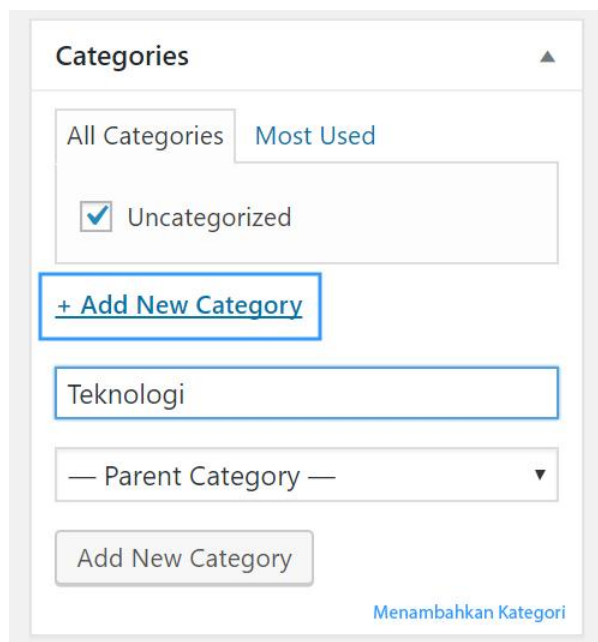 Categories
All Categories Most Used
Uncategorized
+ Add New Category
Teknologi
— Parent Category —
Add New Category
Menambahkan Kategori